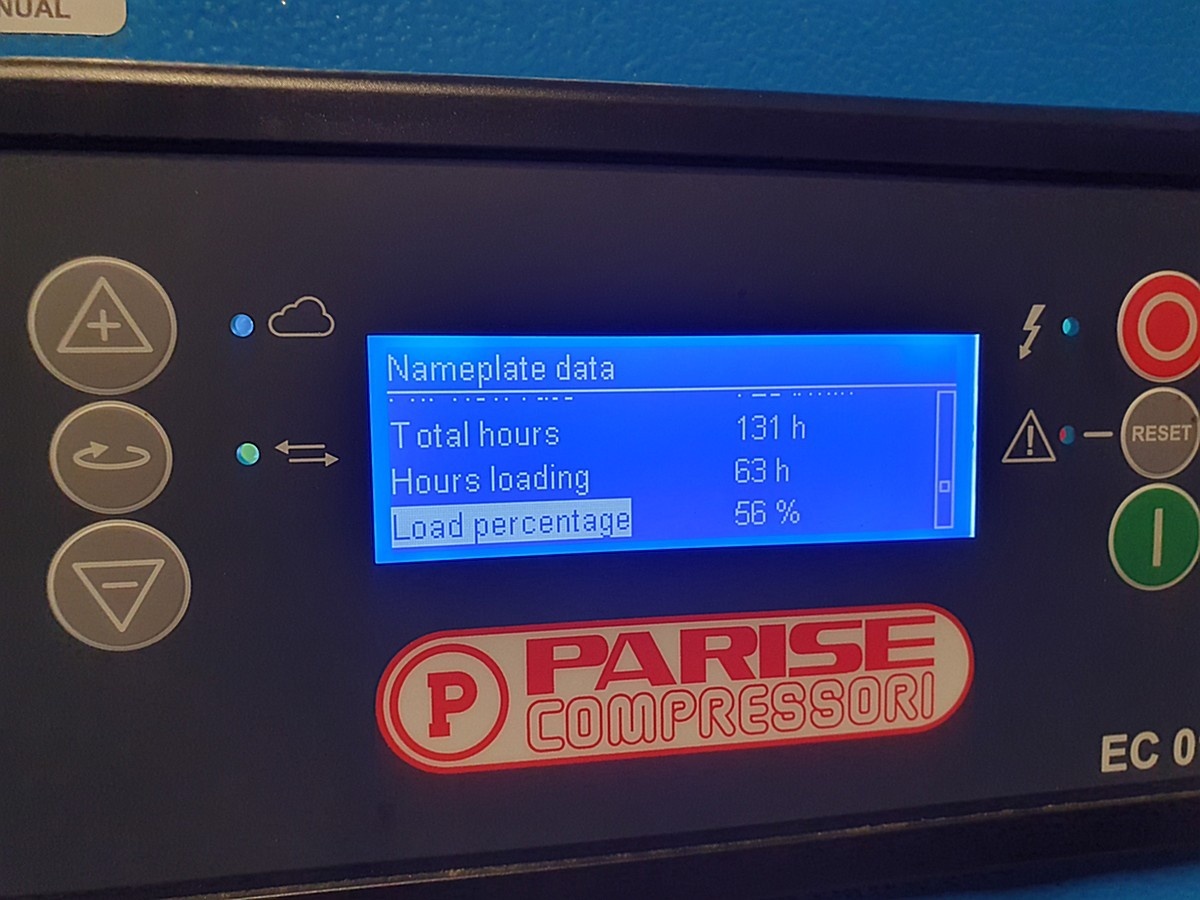 NUAL
Nameplate data
Total hours 131 h
Hours loading 63 h
Load percentage 56 %
RESET
P PARISE
COMPRESSORI
EC 0